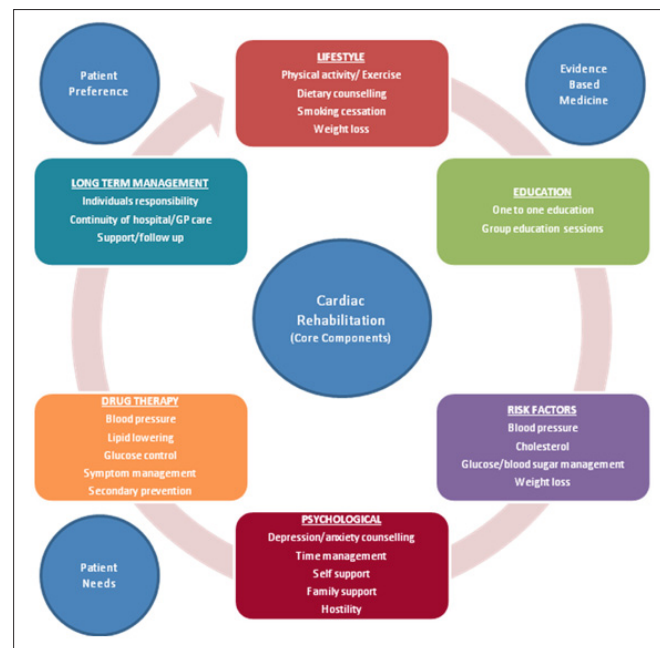 Patient
Preference
LIFESTYLE
Physical activity/ Exercise
Dietary counselling
Smoking cessation
Weight loss
Evidence
Based
Medicine
LONG TERM MANAGEMENT
Individuals responsibility
Continuity of hospital/GP care
Support/follow up
EDUCATION
One to one education
Group education sessions
Cardiac
Rehabilitation
(Core Components)
DRUG THERAPY
Blood pressure
Lipid lowering
Glucose control
Symptom management
Secondary prevention
RISK FACTORS
Blood pressure
Cholesterol
Glucose/blood sugar management
Weight loss
PSYCHOLOGICAL
Depression/anxiety counselling
Time management
Self support
Family support
Hostility
Patient
Needs